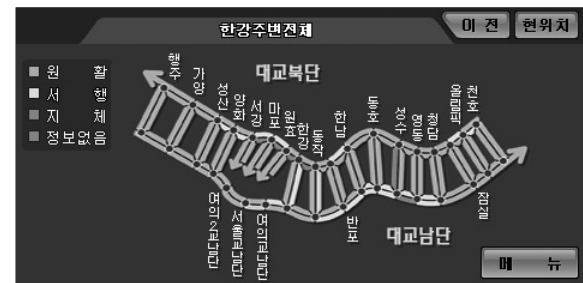 한강주변전체
이 전
현위치
원 활
서 행
지 체
정보없음
대교북단
행주
가양
성산
양화
서강
마포
원효
한강
동작
한남
동호
성수
영동
청담
올림픽
천호
여의2교남단
서울교남단
여의교남단
반포
잠실
대교남단
메 뉴